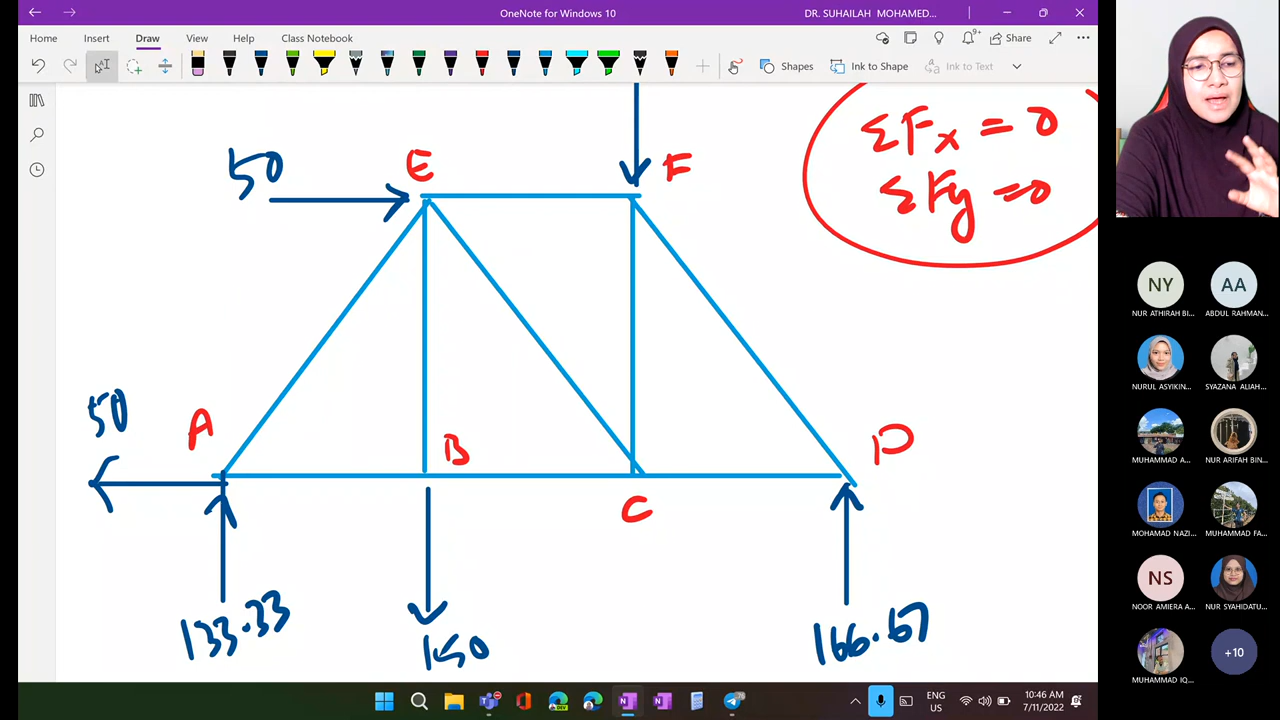 OneNote for Windows 10
DR. SUHAILAH MOHAMED...
Home Insert Draw View Help Class Notebook
9+ Share
Shapes Ink to Shape Ink to Text
ΣFx = 0
ΣFy = 0
50
E
F
50
A
B
D
C
133.33
150
166.67
NY
AA
NUR ATHIRAH BI...
ABDUL RAHMAN...
NURUL ASYIKIN...
SYAZANA ALIAH...
MUHAMMAD A...
NUR ARIFAH BIN...
MOHAMAD NAZI...
MUHAMMAD FA...
NS
NOOR AMIERA A...
NUR SYAHIDATU...
+10
MUHAMMAD IQ...
ENG
US
10:46 AM
7/11/2022